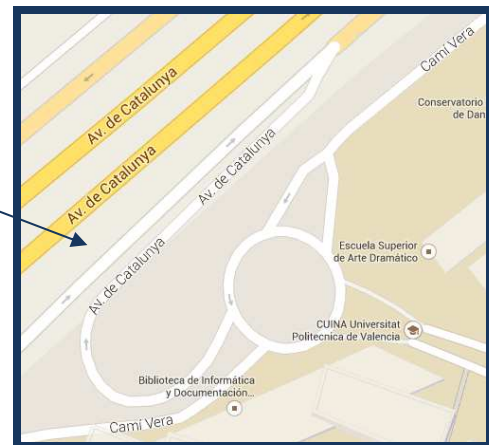 Camí Vera
Av. de Catalunya
Conservatorio
de Dan
Av. de Catalunya
Av. de Catalunya
Escuela Superior
de Arte Dramático
Av. de Catalunya
CUINA Universitat
Politecnica de Valencia
Biblioteca de Informática
y Documentación...
Camí Vera